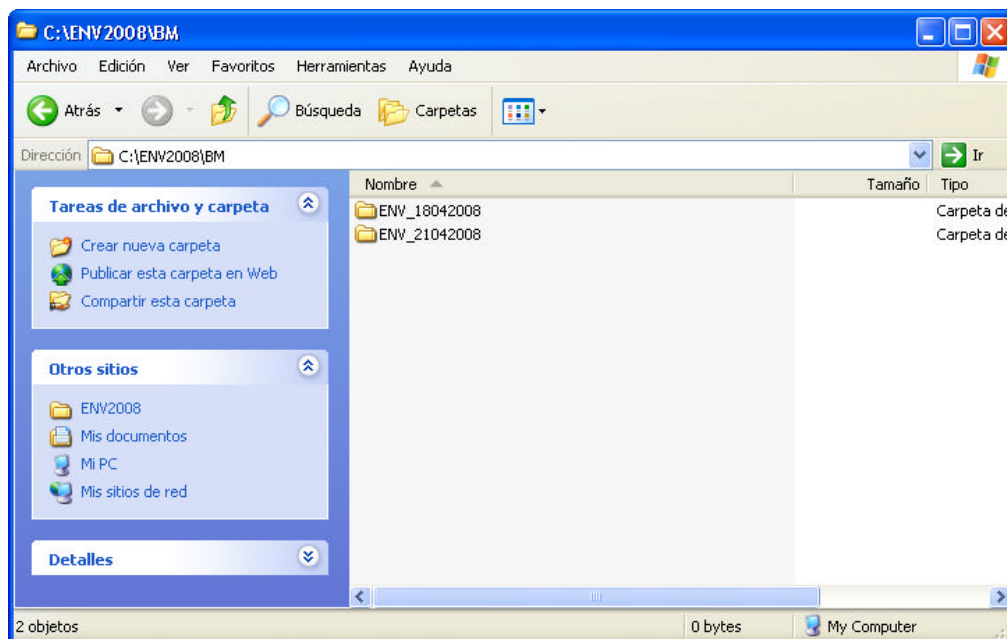 C:\ENV2008\BM
Archivo Edición Ver Favoritos Herramientas Ayuda
Atrás Búsqueda Carpetas
Dirección C:\ENV2008\BM Ir
Nombre Tamaño Tipo
Tareas de archivo y carpeta
Crear nueva carpeta
Publicar esta carpeta en Web
Compartir esta carpeta
Otros sitios
ENV2008
Mis documentos
Mi PC
Mis sitios de red
Detalles
ENV_18042008 Carpeta de
ENV_21042008 Carpeta de
2 objetos 0 bytes My Computer